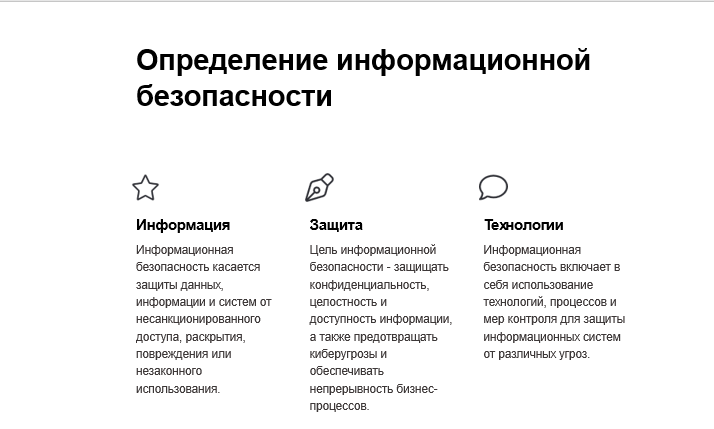 Определение информационной
безопасности
Информация
Информационная
безопасность касается
защиты данных,
информации и систем от
несанкционированного
доступа, раскрытия,
повреждения или
незаконного
использования.
Защита
Цель информационной
безопасности - защищать
конфиденциальность,
целостность и
доступность информации,
а также предотвращать
киберугрозы и
обеспечивать
непрерывность бизнес-
процессов.
Технологии
Информационная
безопасность включает в
себя использование
технологий, процессов и
мер контроля для защиты
информационных систем
от различных угроз.